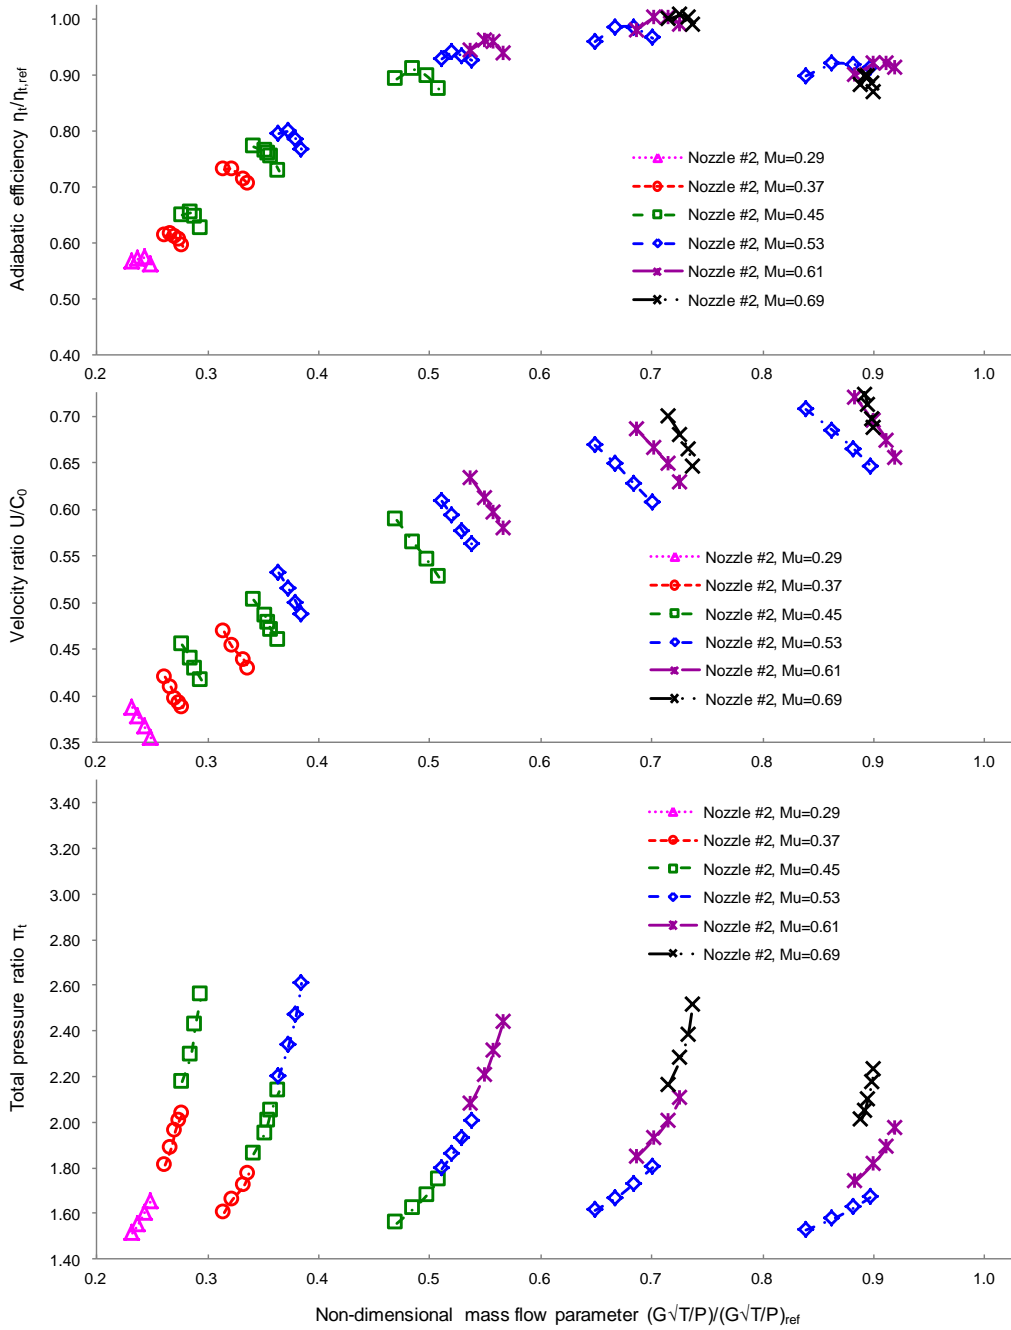 1.00
0.90
0.80
0.70
0.60
0.50
0.40
Adiabatic efficiency ηt/ηt,ref
Nozzle #2, Mu=0.29
Nozzle #2, Mu=0.37
Nozzle #2, Mu=0.45
Nozzle #2, Mu=0.53
Nozzle #2, Mu=0.61
Nozzle #2, Mu=0.69
0.2 0.3 0.4 0.5 0.6 0.7 0.8 0.9 1.0
0.70
0.65
0.60
0.55
0.50
0.45
0.40
0.35
Velocity ratio U/C0
Nozzle #2, Mu=0.29
Nozzle #2, Mu=0.37
Nozzle #2, Mu=0.45
Nozzle #2, Mu=0.53
Nozzle #2, Mu=0.61
Nozzle #2, Mu=0.69
0.2 0.3 0.4 0.5 0.6 0.7 0.8 0.9 1.0
3.40
3.20
3.00
2.80
2.60
2.40
2.20
2.00
1.80
1.60
1.40
Total pressure ratio πt
Nozzle #2, Mu=0.29
Nozzle #2, Mu=0.37
Nozzle #2, Mu=0.45
Nozzle #2, Mu=0.53
Nozzle #2, Mu=0.61
Nozzle #2, Mu=0.69
0.2 0.3 0.4 0.5 0.6 0.7 0.8 0.9 1.0
Non-dimensional mass flow parameter (G√T/P)/(G√T/P)ref